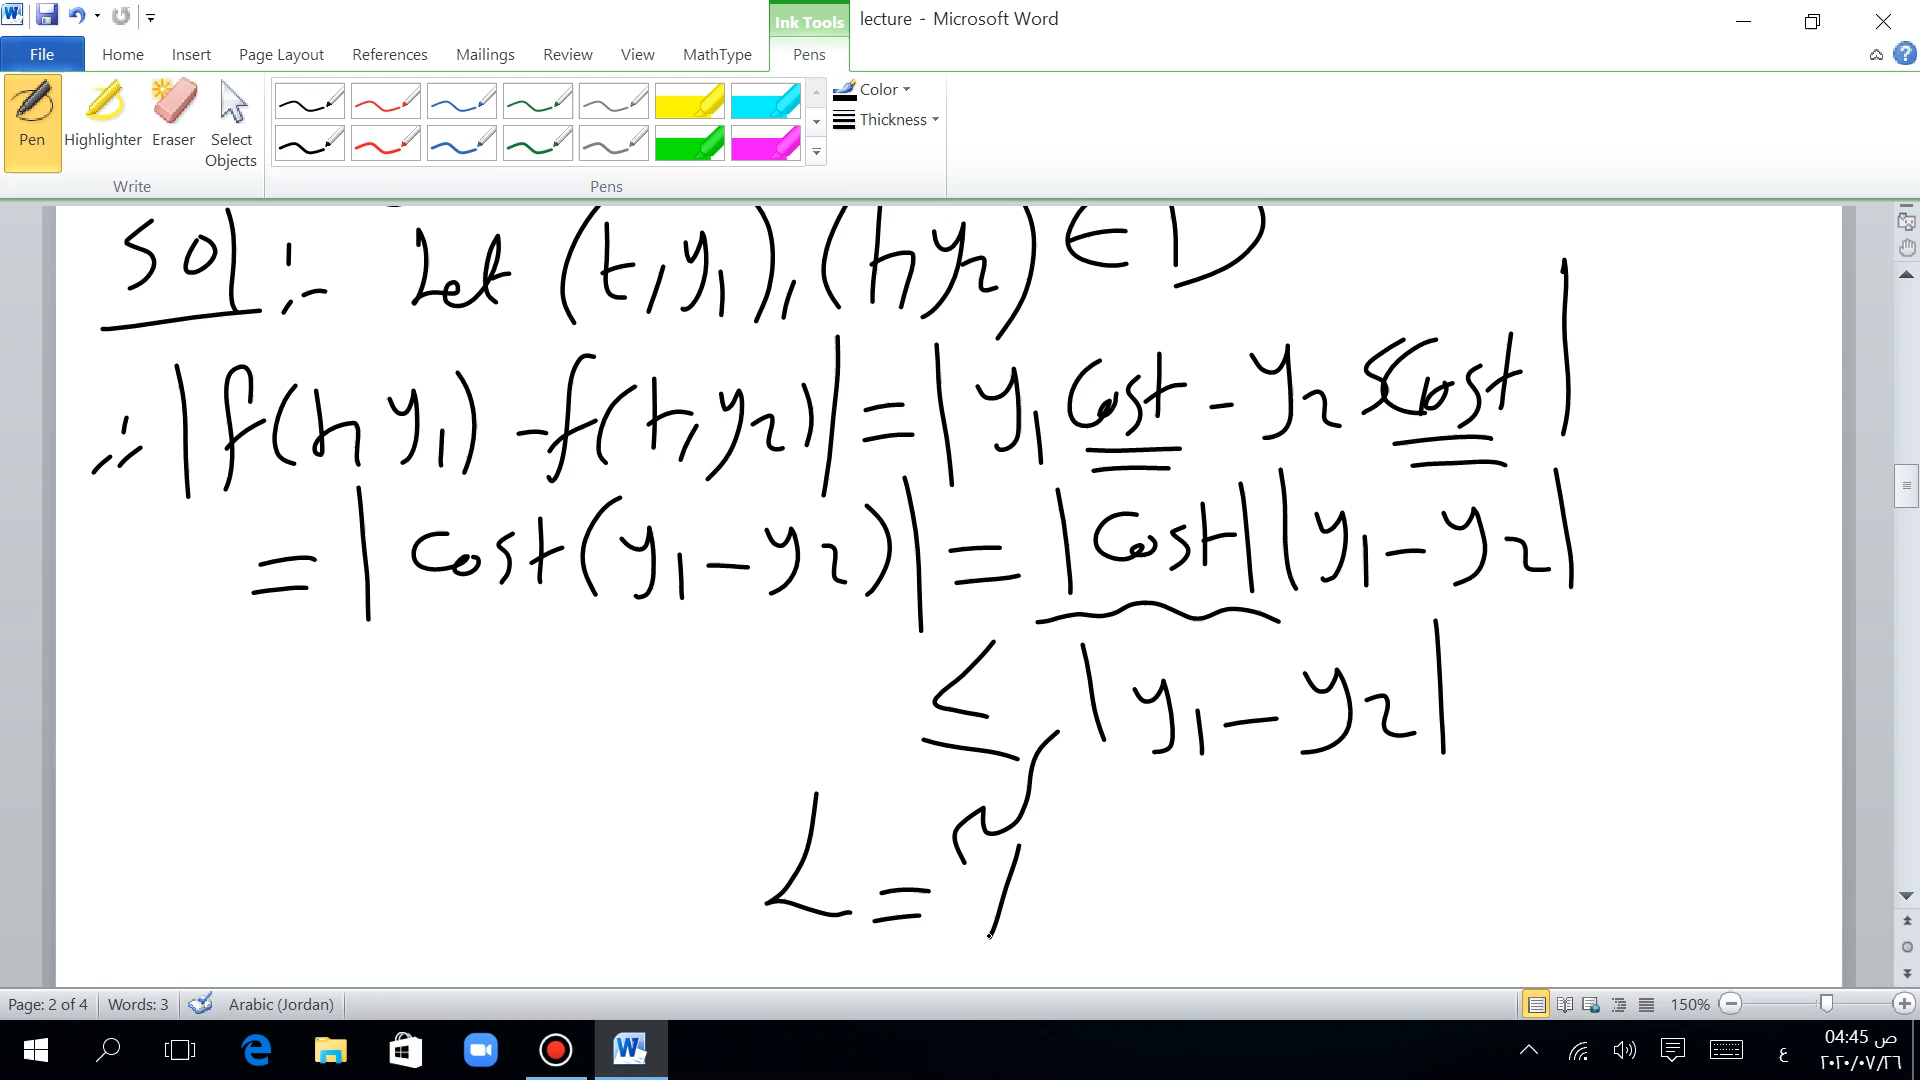 lecture - Microsoft Word
Ink Tools
File Home Insert Page Layout References Mailings Review View MathType Pens
Pen Highlighter Eraser Select Objects
Color
Thickness
Write Pens
Sol :- Let (t, y1), (t, y2) ∈ D
∴ |f(t, y1) - f(t, y2)| = |y1 cost - y2 cost|
= |cost(y1 - y2)| = |cost||y1 - y2|
≤ |y1 - y2|
L = 1
Page: 2 of 4 Words: 3 Arabic (Jordan) 150%
04:45 ص
ع
٢٠٢٠/٠٧/٢٦